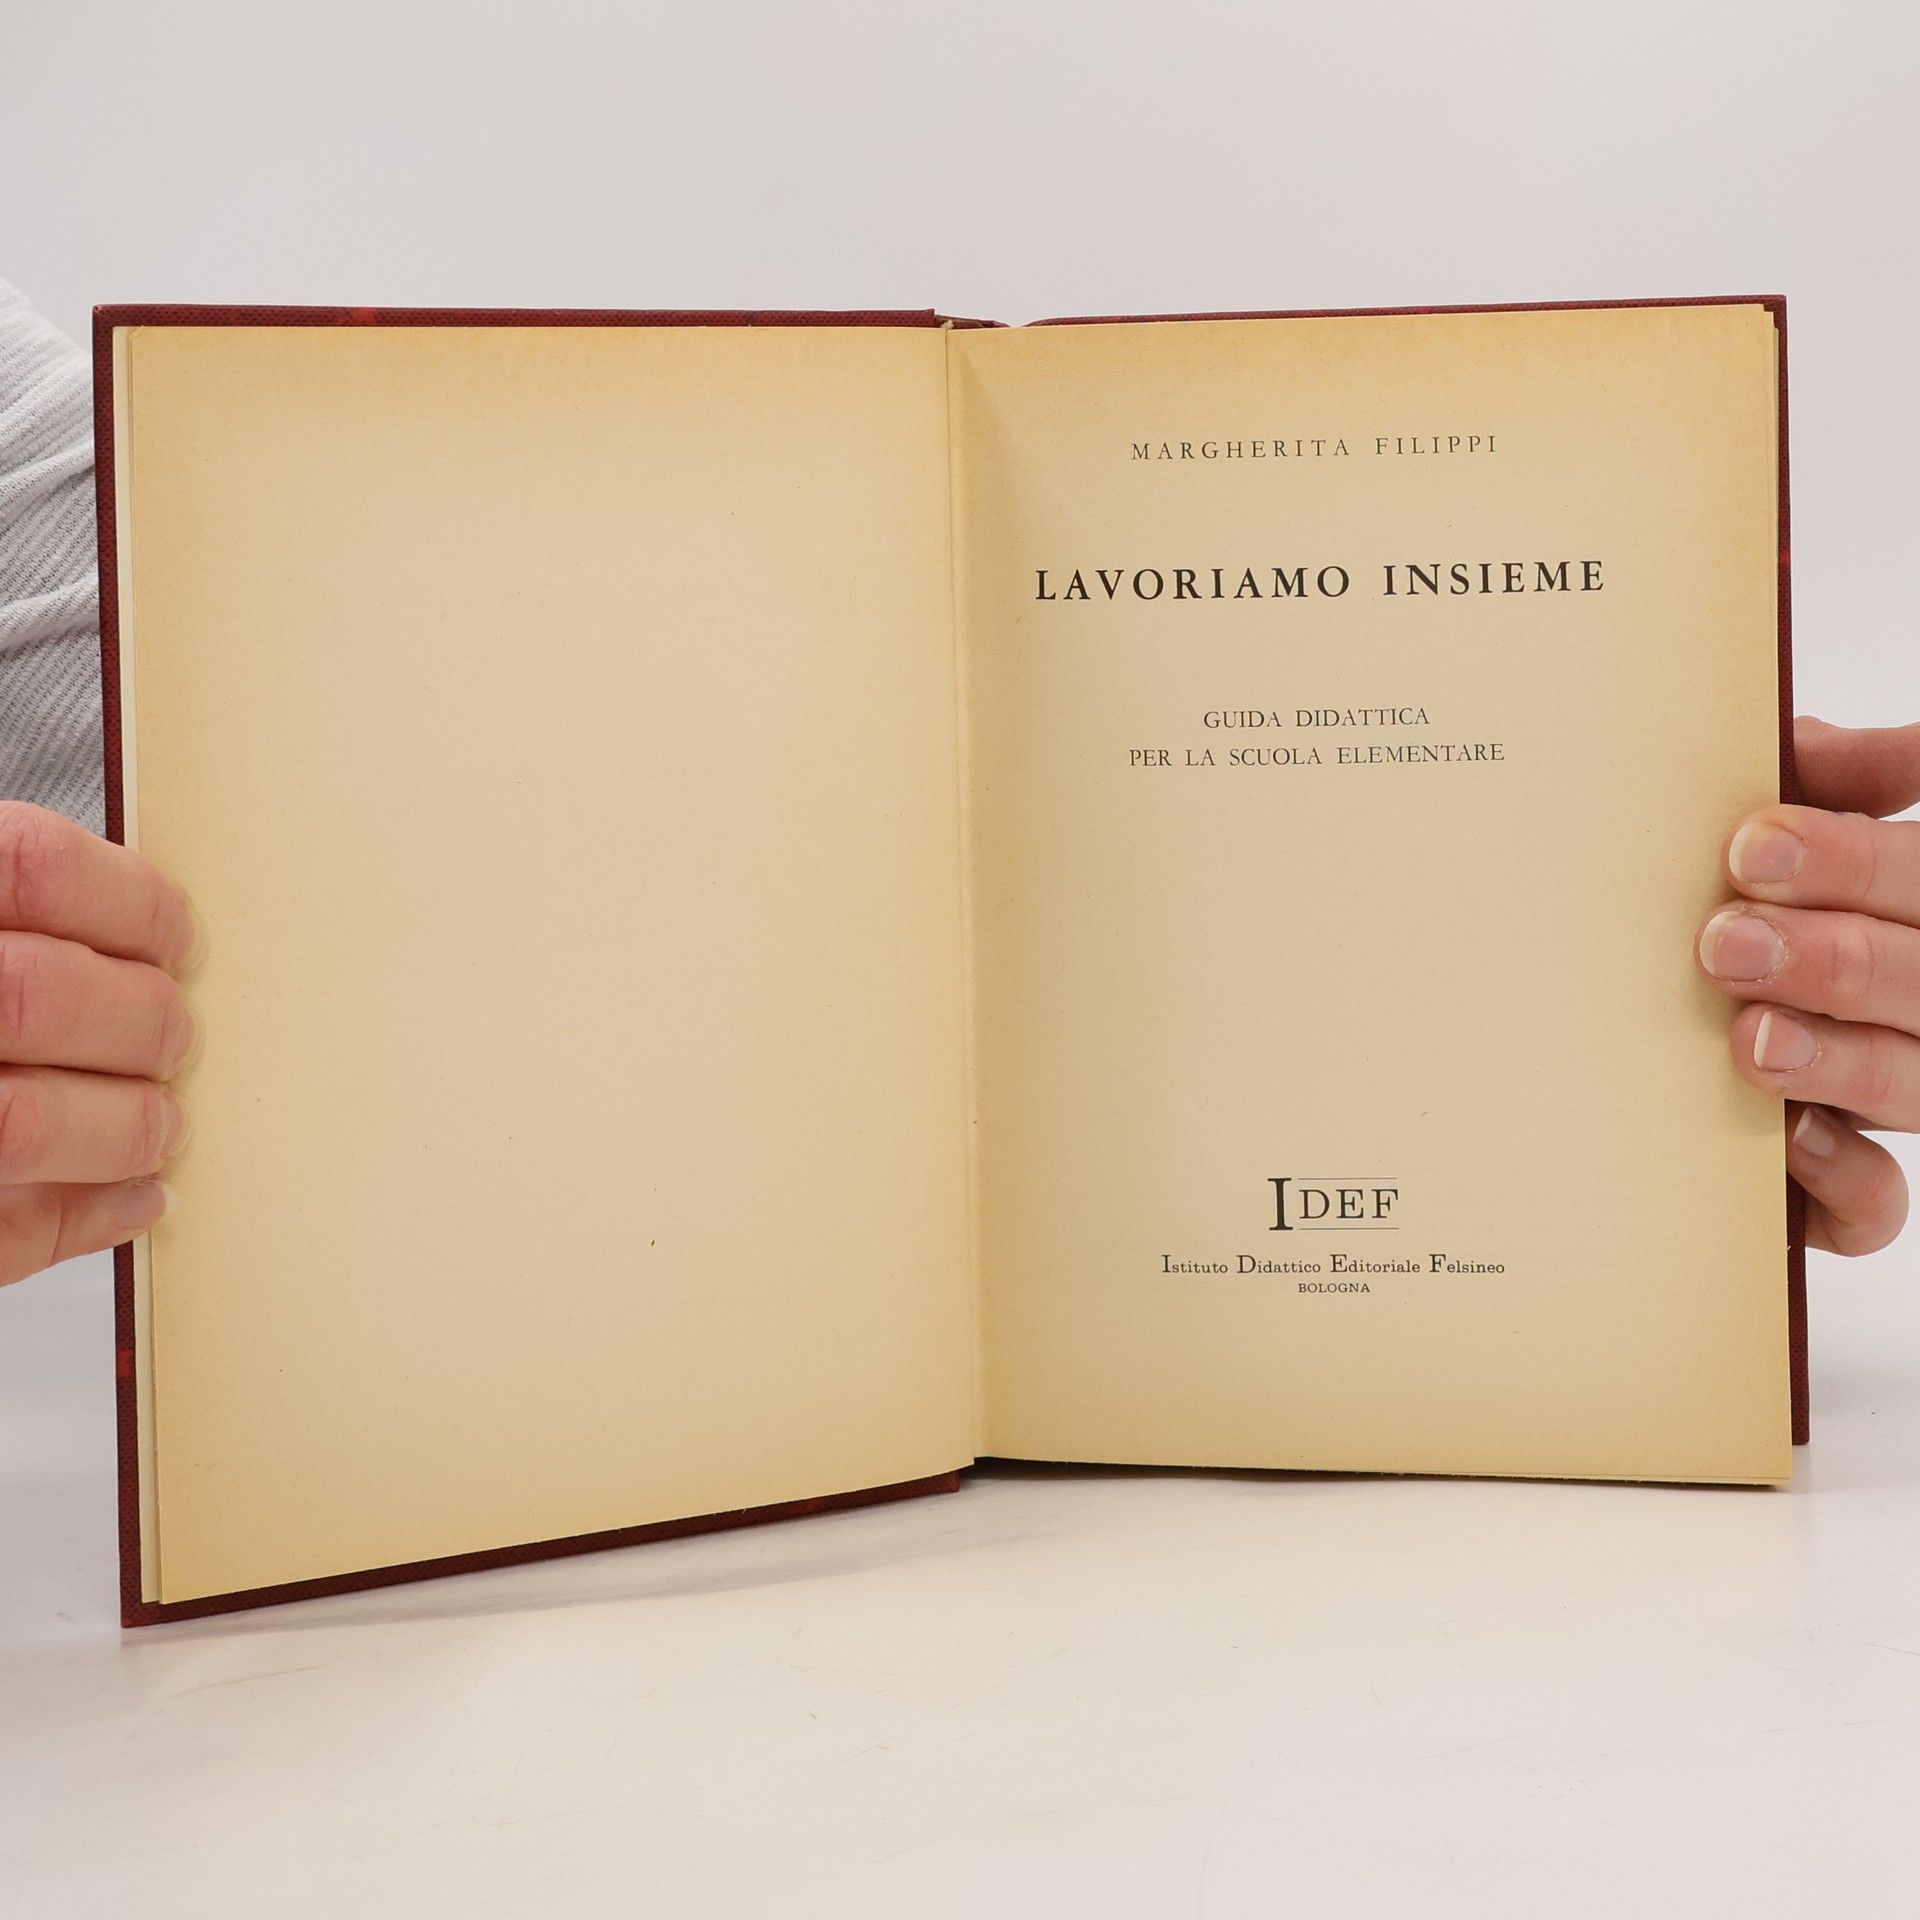 MARGHERITA FILIPPI
LAVORIAMO INSIEME
GUIDA DIDATTICA
PER LA SCUOLA ELEMENTARE
IDEF
Istituto Didattico Editoriale Felsineo
BOLOGNA